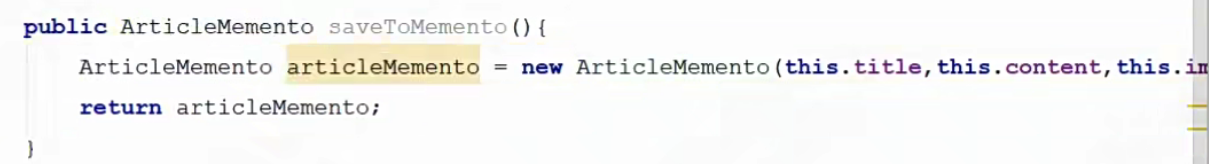 public ArticleMemento saveToMemento(){
ArticleMemento articleMemento = new ArticleMemento(this.title,this.content,this.im
return articleMemento;
}